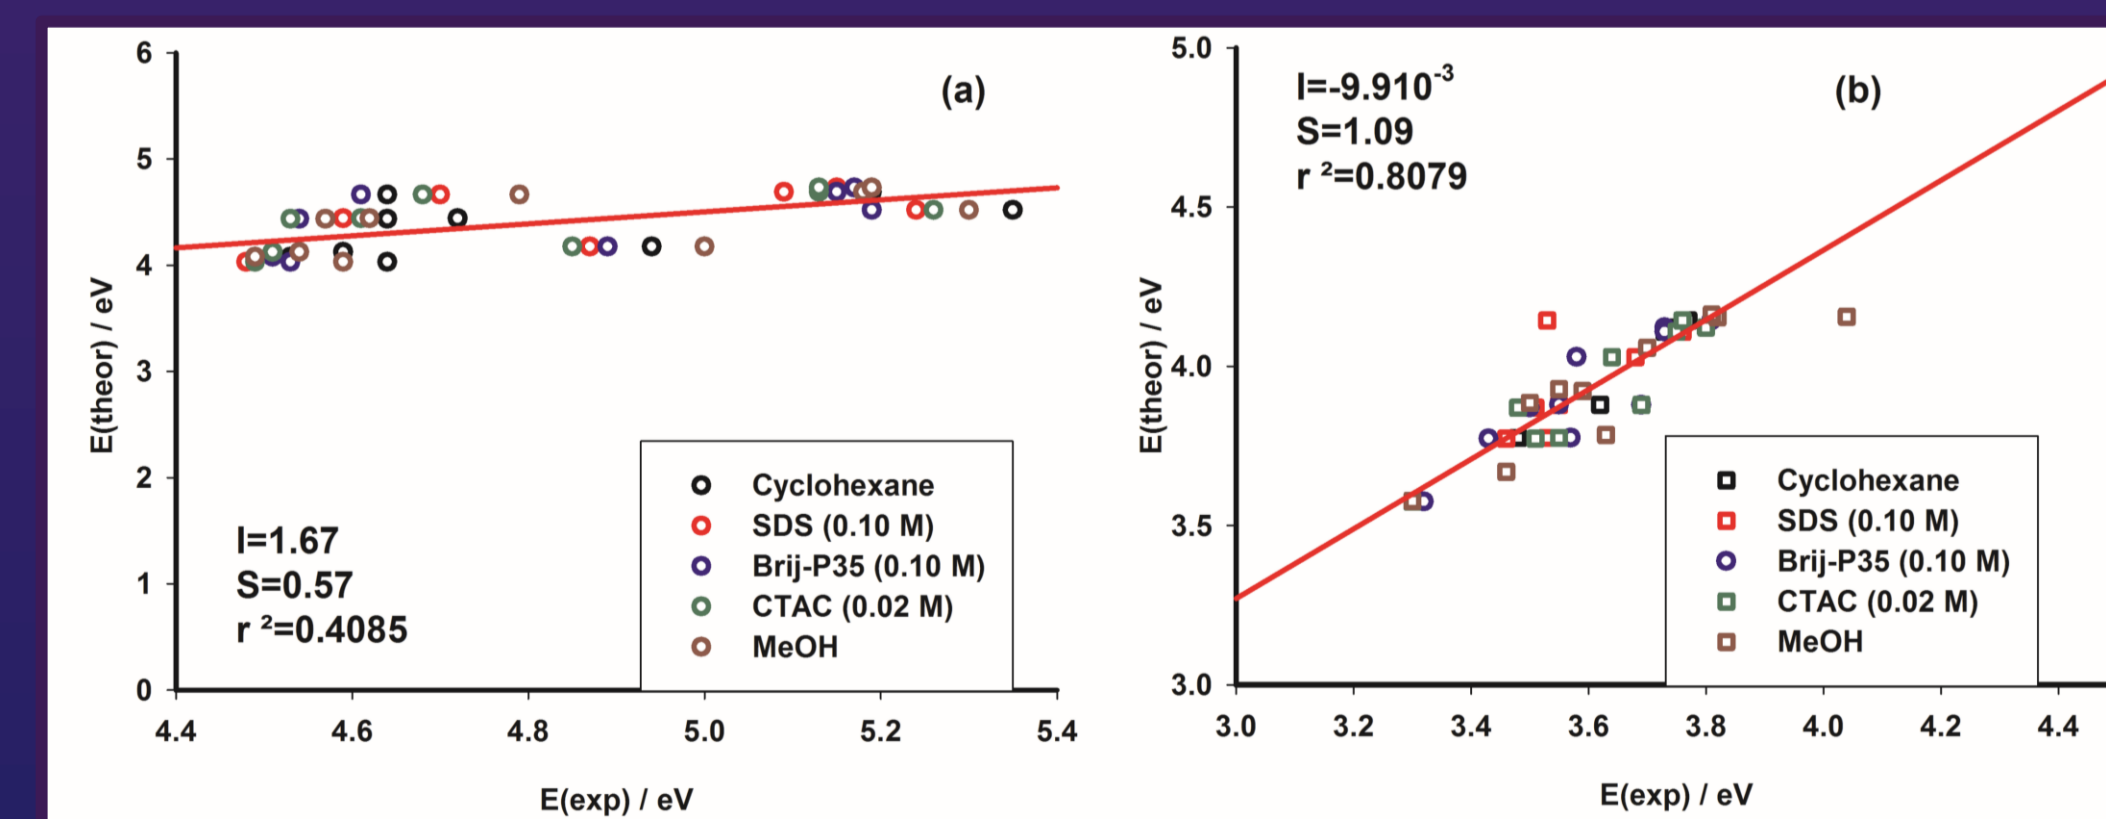 (a)
6
5
4
3
2
1
0
E(theor) / eV
I=1.67
S=0.57
r ²=0.4085
Cyclohexane
SDS (0.10 M)
Brij-P35 (0.10 M)
CTAC (0.02 M)
MeOH
4.4 4.6 4.8 5.0 5.2 5.4
E(exp) / eV
(b)
I=-9.910⁻³
S=1.09
r ²=0.8079
5.0
4.5
4.0
3.5
3.0
E(theor) / eV
Cyclohexane
SDS (0.10 M)
Brij-P35 (0.10 M)
CTAC (0.02 M)
MeOH
3.0 3.2 3.4 3.6 3.8 4.0 4.2 4.4
E(exp) / eV